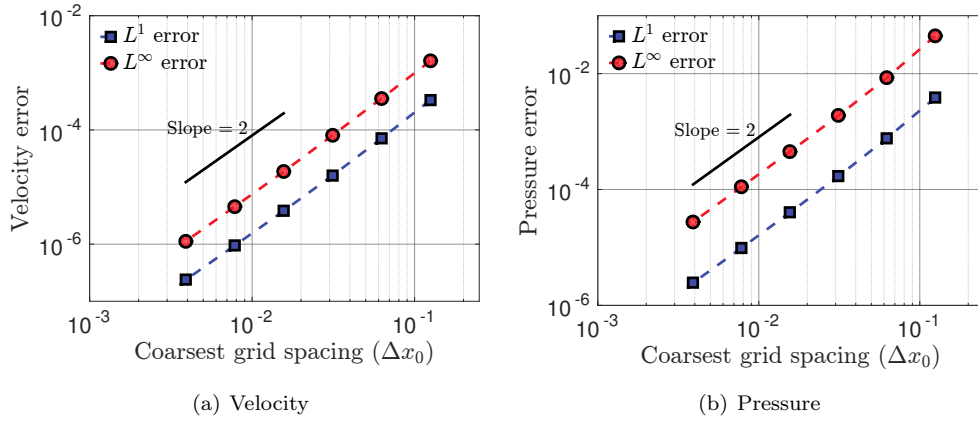 10^-2
L^1 error
L^∞ error
10^-4
Slope = 2
10^-6
Velocity error
10^-3
10^-2
10^-1
Coarsest grid spacing (Δx_0)
(a) Velocity
L^1 error
L^∞ error
10^-2
Slope = 2
10^-4
10^-6
Pressure error
10^-3
10^-2
10^-1
Coarsest grid spacing (Δx_0)
(b) Pressure